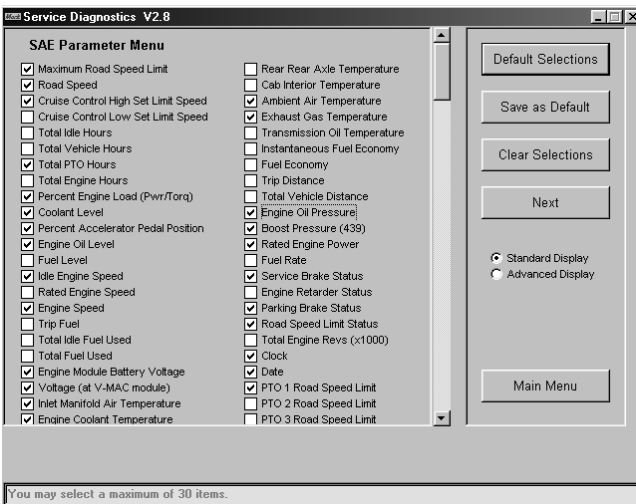 Service Diagnostics V2.8
SAE Parameter Menu
Maximum Road Speed Limit
Road Speed
Cruise Control High Set Limit Speed
Cruise Control Low Set Limit Speed
Total Idle Hours
Total Vehicle Hours
Total PTO Hours
Total Engine Hours
Percent Engine Load (Pwr/Torq)
Coolant Level
Percent Accelerator Pedal Position
Engine Oil Level
Fuel Level
Idle Engine Speed
Rated Engine Speed
Engine Speed
Trip Fuel
Total Idle Fuel Used
Total Fuel Used
Engine Module Battery Voltage
Voltage (at V-MAC module)
Inlet Manifold Air Temperature
Engine Coolant Temperature
Rear Rear Axle Temperature
Cab Interior Temperature
Ambient Air Temperature
Exhaust Gas Temperature
Transmission Oil Temperature
Instantaneous Fuel Economy
Fuel Economy
Trip Distance
Total Vehicle Distance
Engine Oil Pressure
Boost Pressure (439)
Rated Engine Power
Fuel Rate
Service Brake Status
Engine Retarder Status
Parking Brake Status
Road Speed Limit Status
Total Engine Revs (x1000)
Clock
Date
PTO 1 Road Speed Limit
PTO 2 Road Speed Limit
PTO 3 Road Speed Limit
Default Selections
Save as Default
Clear Selections
Next
Standard Display
Advanced Display
Main Menu
You may select a maximum of 30 items.